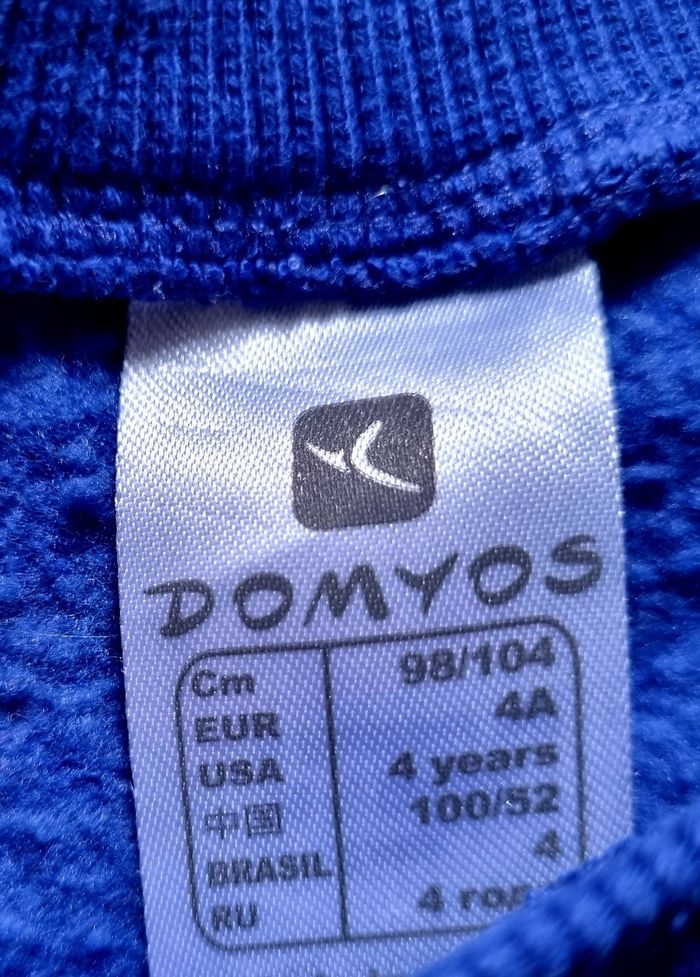 DOMYOS
Cm 98/104
EUR 4A
USA 4 years
中国 100/52
BRASIL 4
RU 4